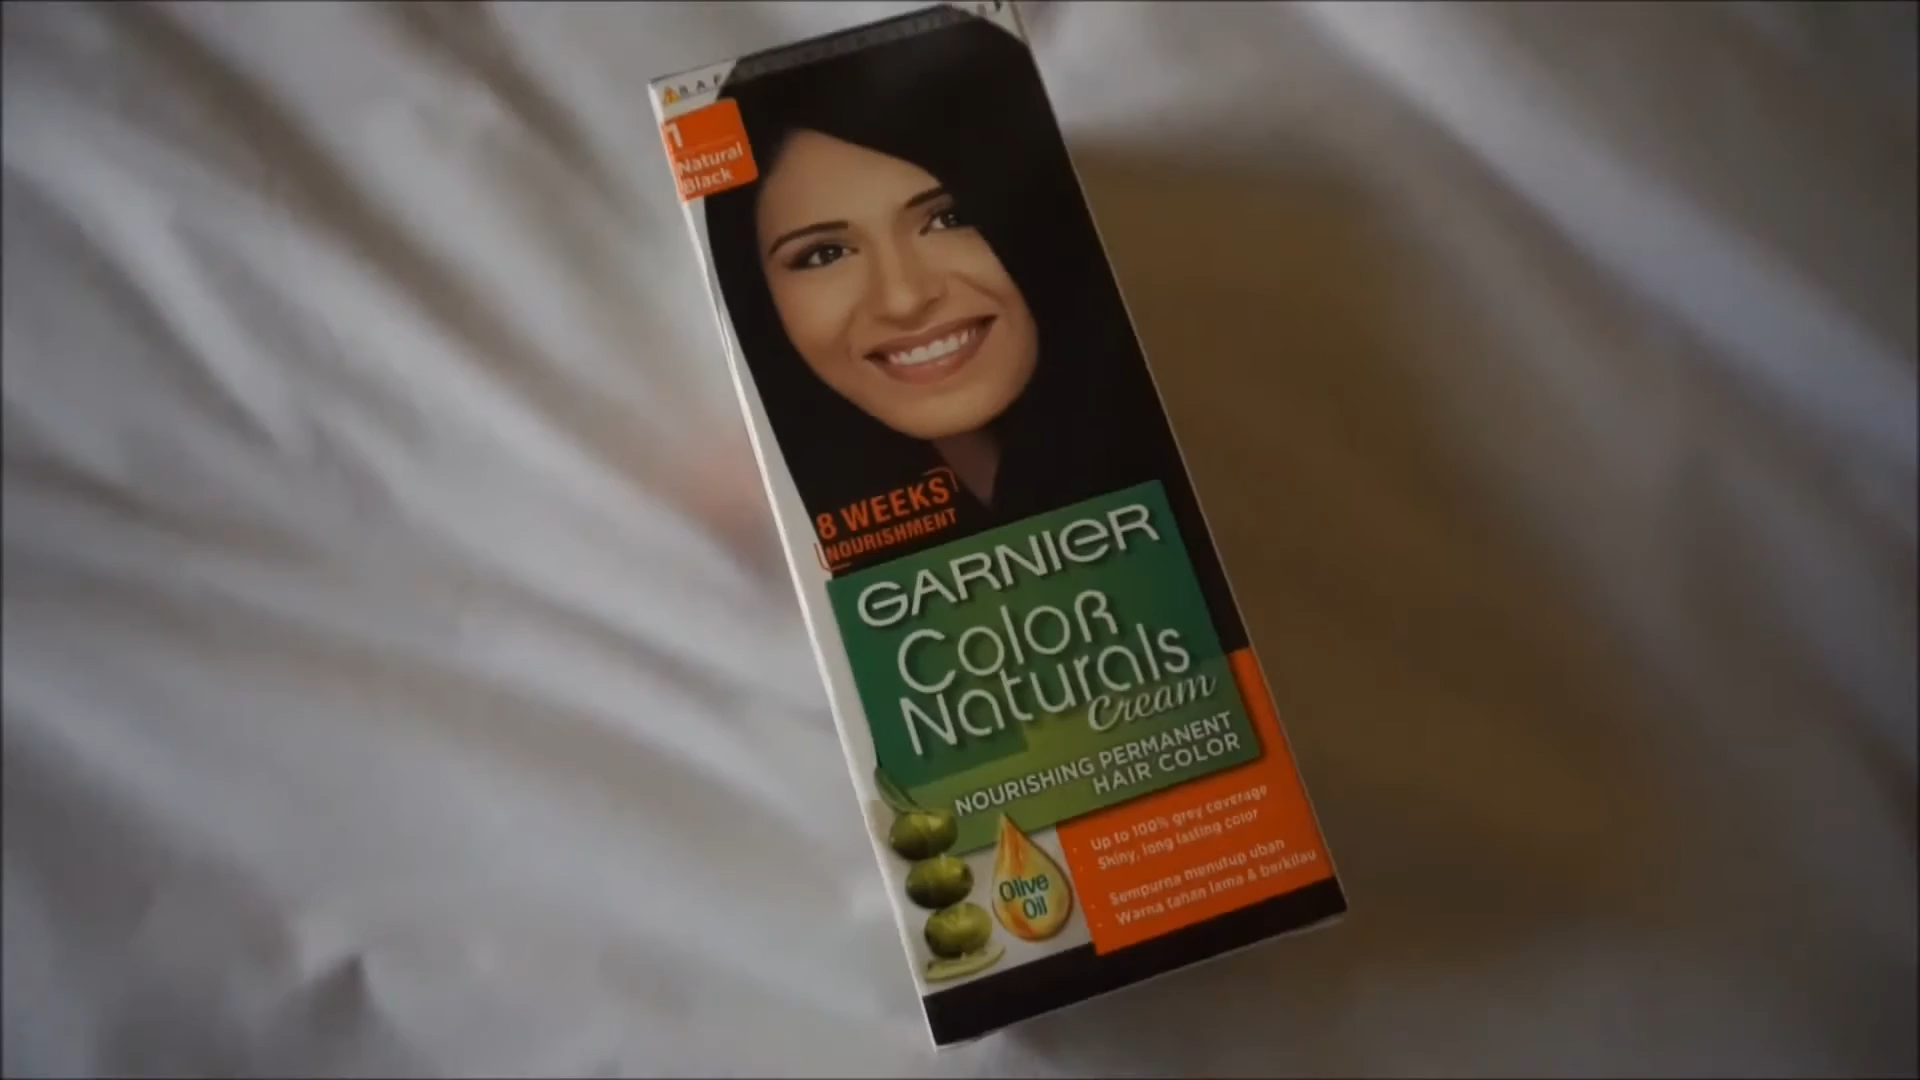 1
Natural
Black
8 WEEKS
NOURISHMENT
GARNIER
Color
Naturals
Cream
NOURISHING PERMANENT
HAIR COLOR
Up to 100% grey coverage
Shiny, long lasting color
Sempurna menutup uban
Warna tahan lama & berkilau
Olive
Oil